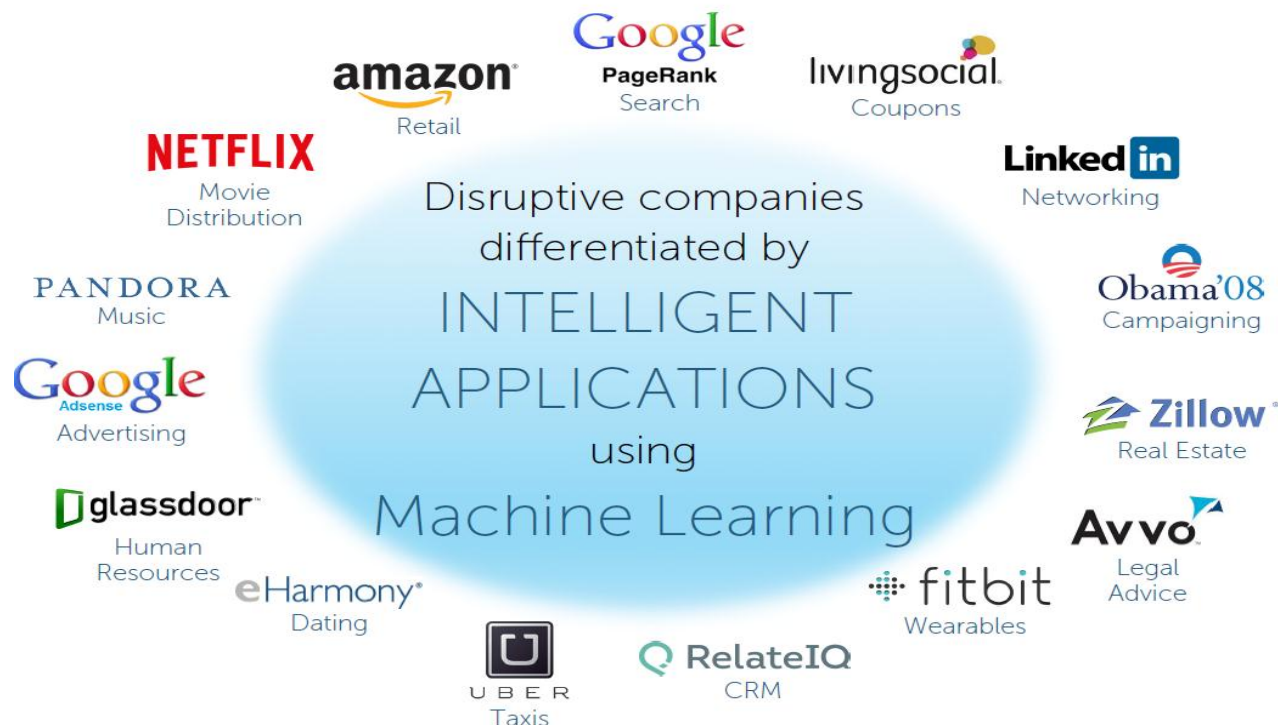 Google
PageRank
Search
amazon
Retail
livingsocial
Coupons
NETFLIX
Movie
Distribution
Linked in
Networking
Disruptive companies
differentiated by
INTELLIGENT
APPLICATIONS
using
Machine Learning
PANDORA
Music
Obama'08
Campaigning
Google
Adsense
Advertising
Zillow
Real Estate
glassdoor
Human
Resources
Avvo
Legal
Advice
eHarmony
Dating
fitbit
Wearables
U
UBER
Taxis
RelateIQ
CRM